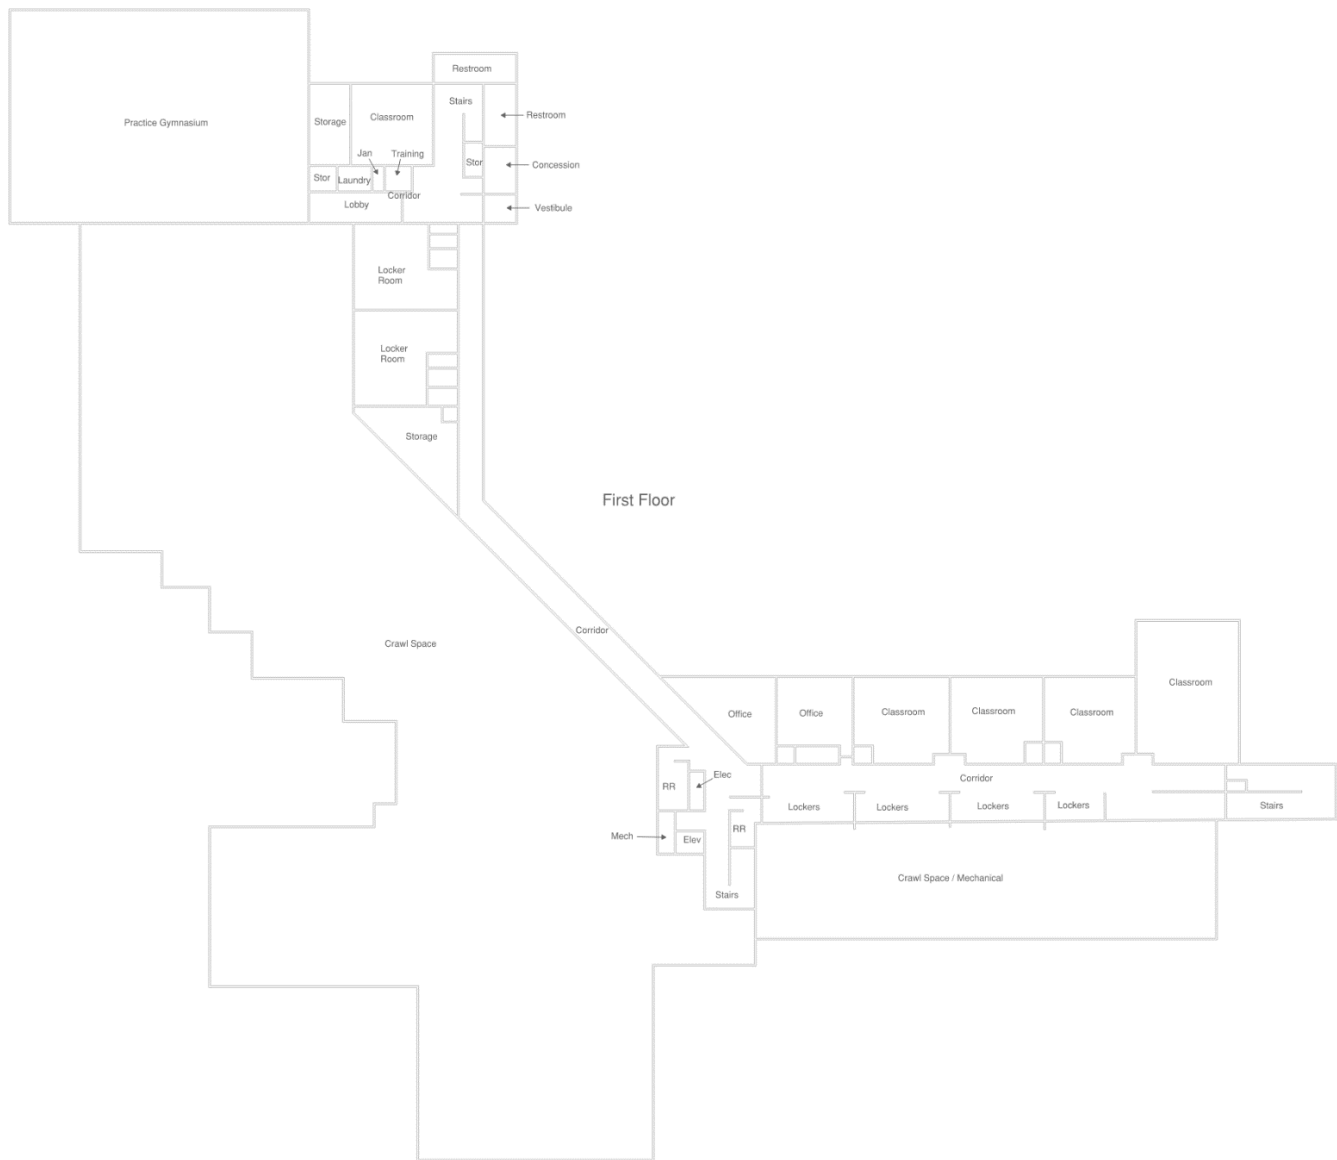 Restroom
Stairs
Restroom
Practice Gymnasium
Storage
Classroom
Jan
Training
Stor
Concession
Stor
Laundry
Corridor
Lobby
Vestibule
Locker
Room
Locker
Room
Storage
First Floor
Corridor
Crawl Space
Classroom
Office
Office
Classroom
Classroom
Classroom
Elec
Corridor
RR
Lockers
Lockers
Lockers
Lockers
Stairs
RR
Mech
Elev
Crawl Space / Mechanical
Stairs